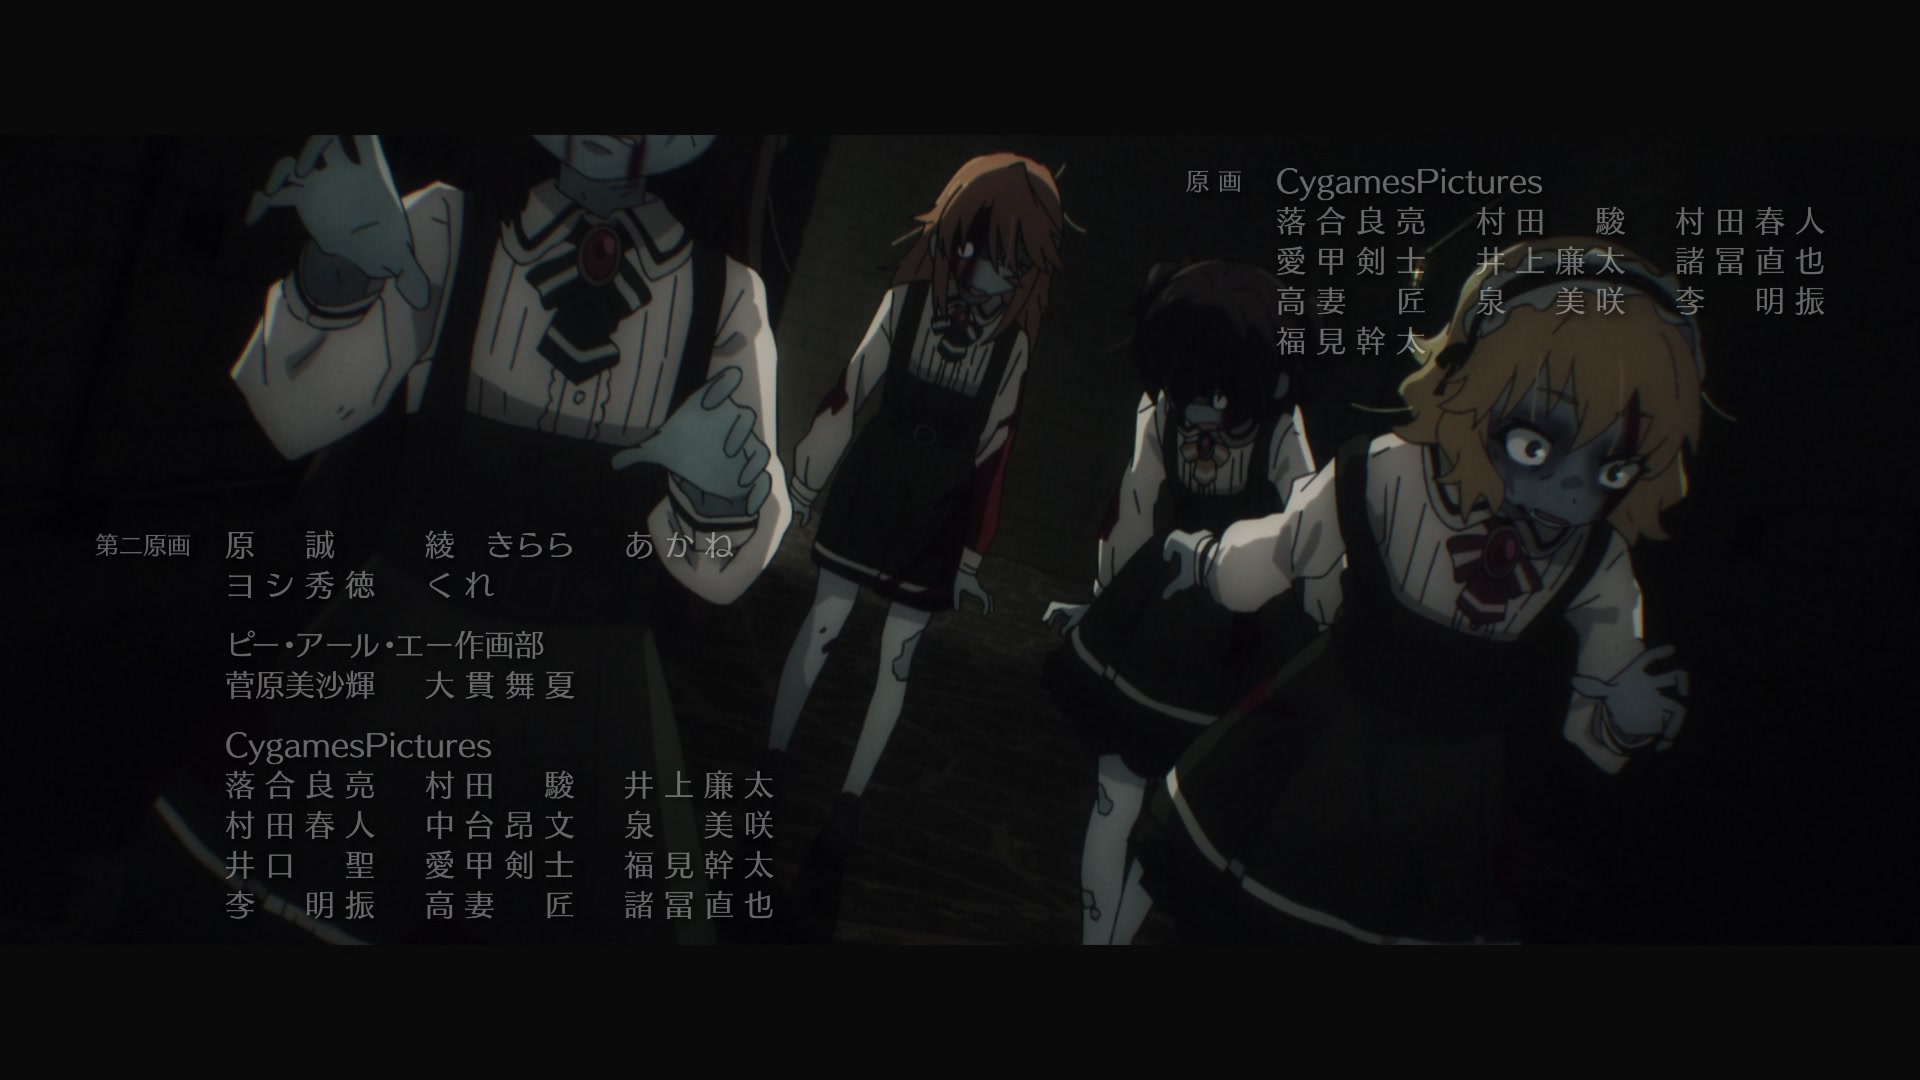 原画 CygamesPictures
落合良亮 村田 駿 村田春人
愛甲剣士 井上廉太 諸冨直也
高妻 匠 泉 美咲 李 明振
福見幹太
第二原画 原 誠 綾 きらら あかね
ヨシ秀徳 くれ
ピー・アール・エー作画部
菅原美沙輝 大貫舞夏
CygamesPictures
落合良亮 村田 駿 井上廉太
村田春人 中台昂文 泉 美咲
井口 聖 愛甲剣士 福見幹太
李 明振 高妻 匠 諸冨直也